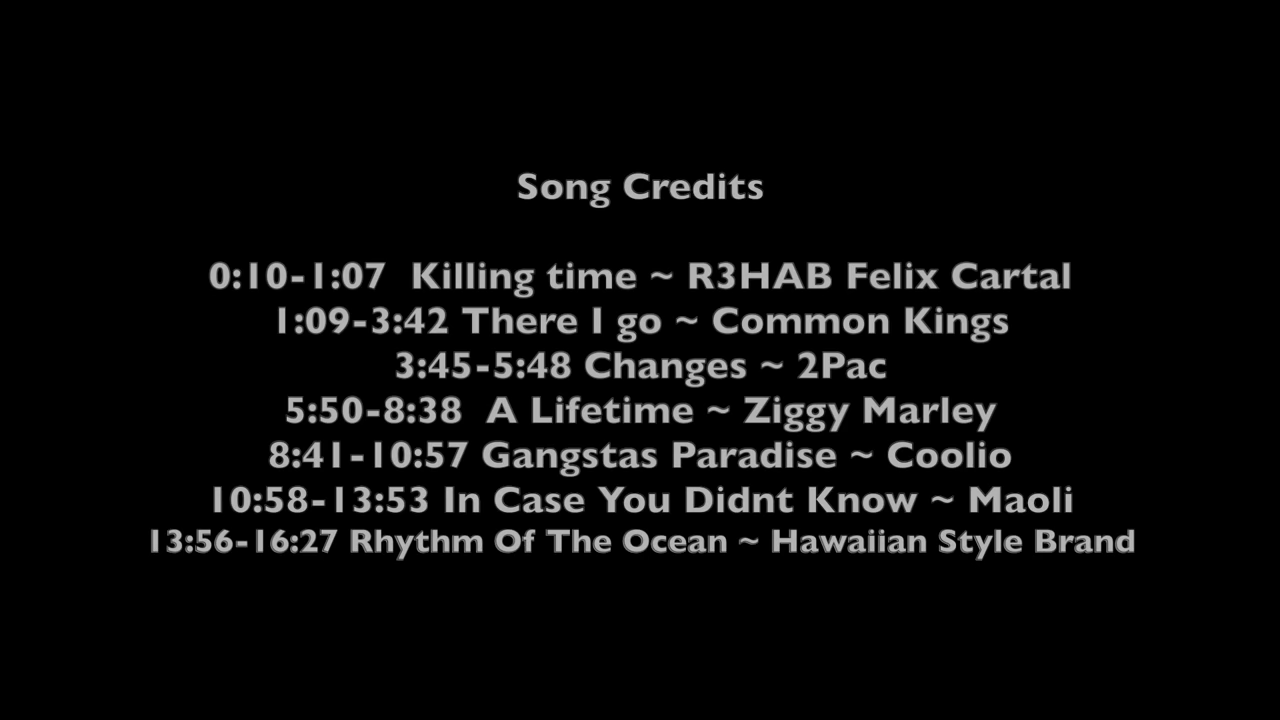 Song Credits
0:10-1:07  Killing time ~ R3HAB Felix Cartal
1:09-3:42 There I go ~ Common Kings
3:45-5:48 Changes ~ 2Pac
5:50-8:38  A Lifetime ~ Ziggy Marley
8:41-10:57 Gangstas Paradise ~ Coolio
10:58-13:53 In Case You Didnt Know ~ Maoli
13:56-16:27 Rhythm Of The Ocean ~ Hawaiian Style Brand